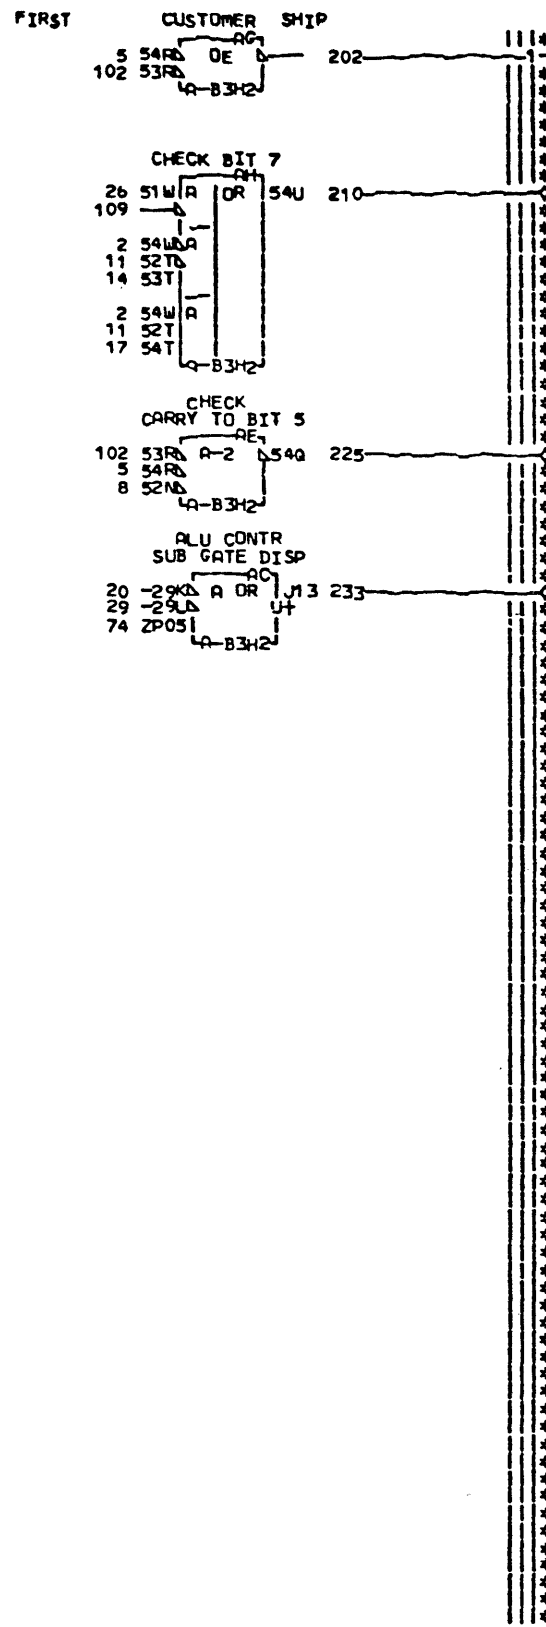 FIRST CUSTOMER SHIP
AG
5 54R OE 202 1
102 53R
A-B3H2
CHECK BIT 7
AH
26 51W A OR 54U 210
109
2 54W A
11 52T
14 53T
2 54W A
11 52T
17 54T
A-B3H2
CHECK
CARRY TO BIT 5
AE
102 53R A-2 54Q 225
5 54R
8 52N
A-B3H2
ALU CONTR
SUB GATE DISP
AC
20 -29K A OR J13 233
29 -29U U+
74 ZP05
A-B3H2